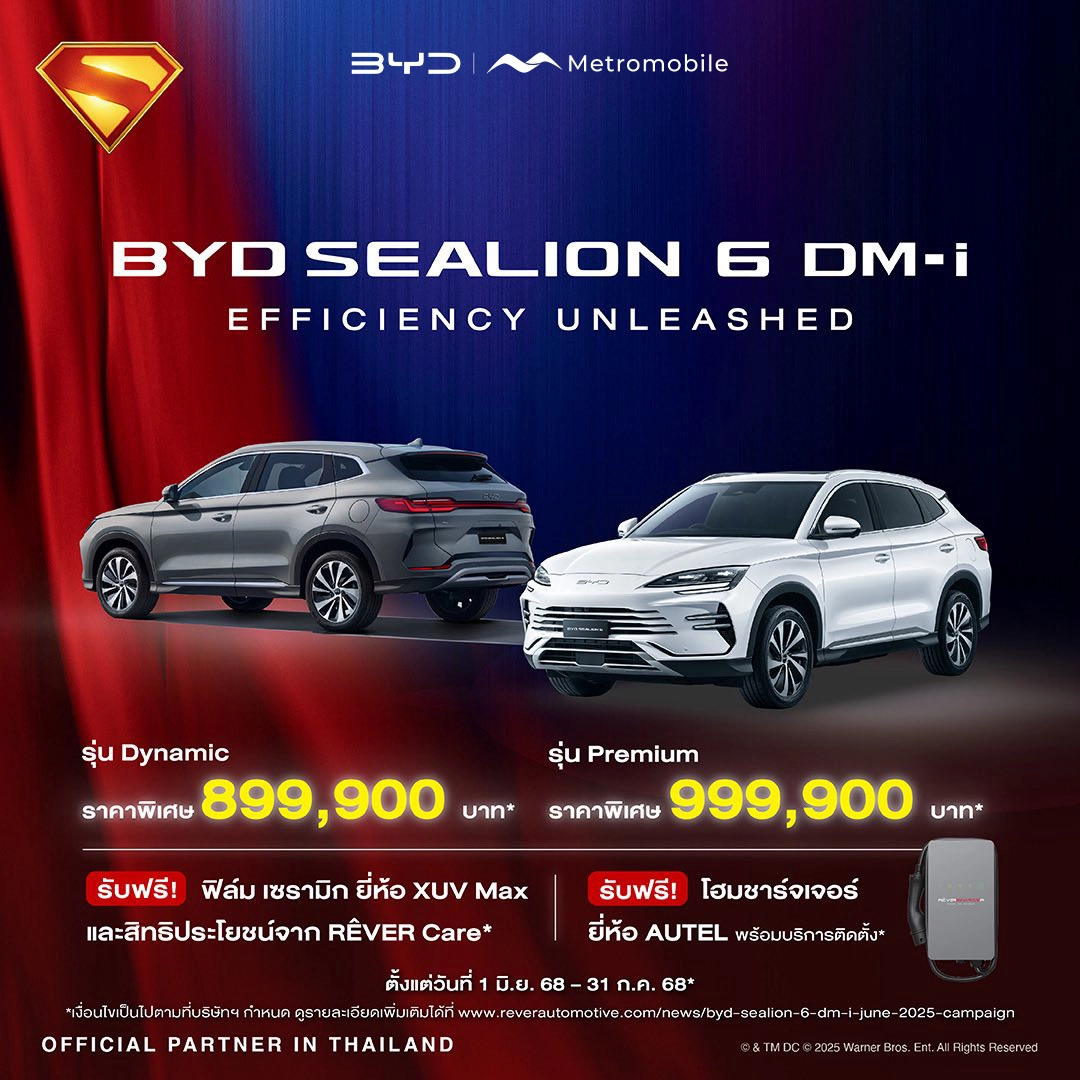 BYD | Metromobile
BYD SEALION 6 DM-i
EFFICIENCY UNLEASHED
BYD
BYD SEALION 6
รุ่น Dynamic
ราคาพิเศษ 899,900 บาท*
รุ่น Premium
ราคาพิเศษ 999,900 บาท*
รับฟรี! ฟิล์ม เซรามิก ยี่ห้อ XUV Max
และสิทธิประโยชน์จาก RÊVER Care*
รับฟรี! โฮมชาร์จเจอร์
ยี่ห้อ AUTEL พร้อมบริการติดตั้ง*
ตั้งแต่วันที่ 1 มิ.ย. 68 – 31 ก.ค. 68*
*เงื่อนไขเป็นไปตามที่บริษัทฯ กำหนด ดูรายละเอียดเพิ่มเติมได้ที่ www.reverautomotive.com/news/byd-sealion-6-dm-i-june-2025-campaign
OFFICIAL PARTNER IN THAILAND
© & TM DC © 2025 Warner Bros. Ent. All Rights Reserved